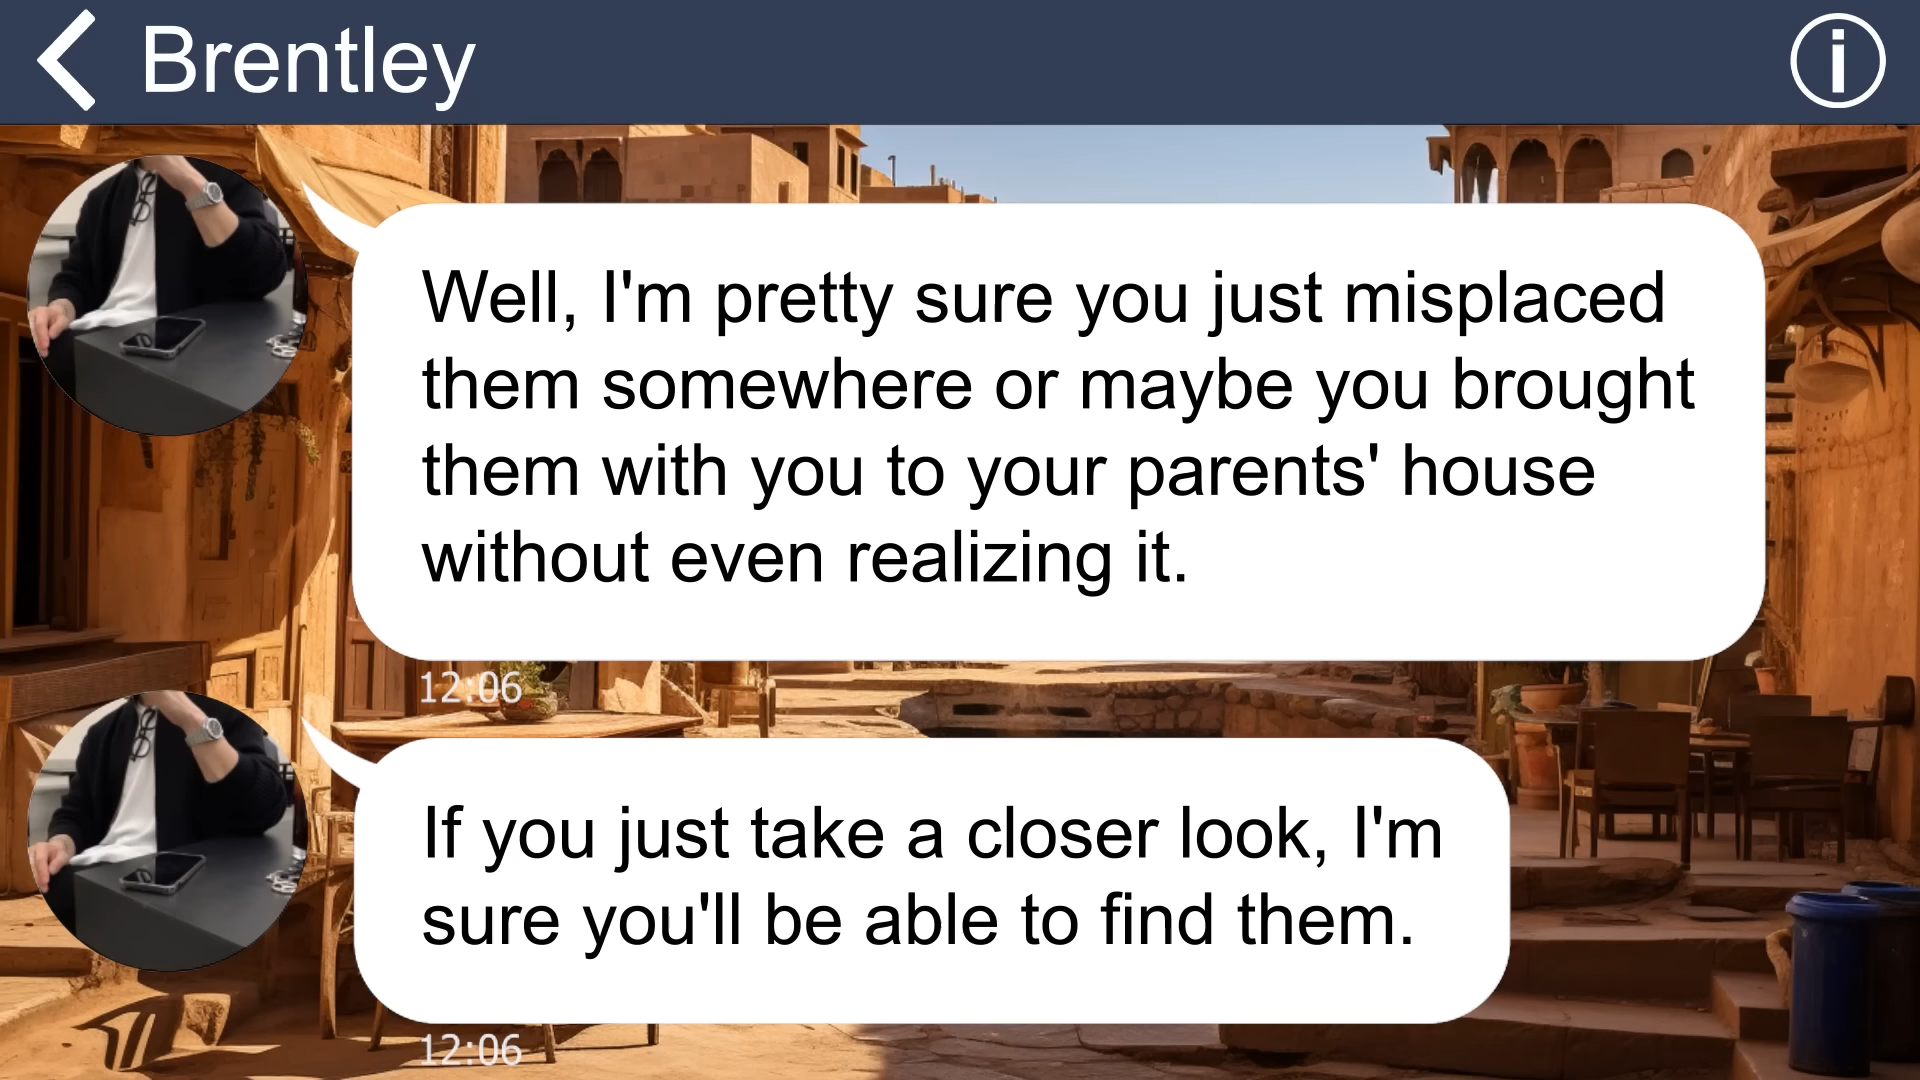 Brentley
Well, I'm pretty sure you just misplaced
them somewhere or maybe you brought
them with you to your parents' house
without even realizing it.
12:06
If you just take a closer look, I'm
sure you'll be able to find them.
12:06